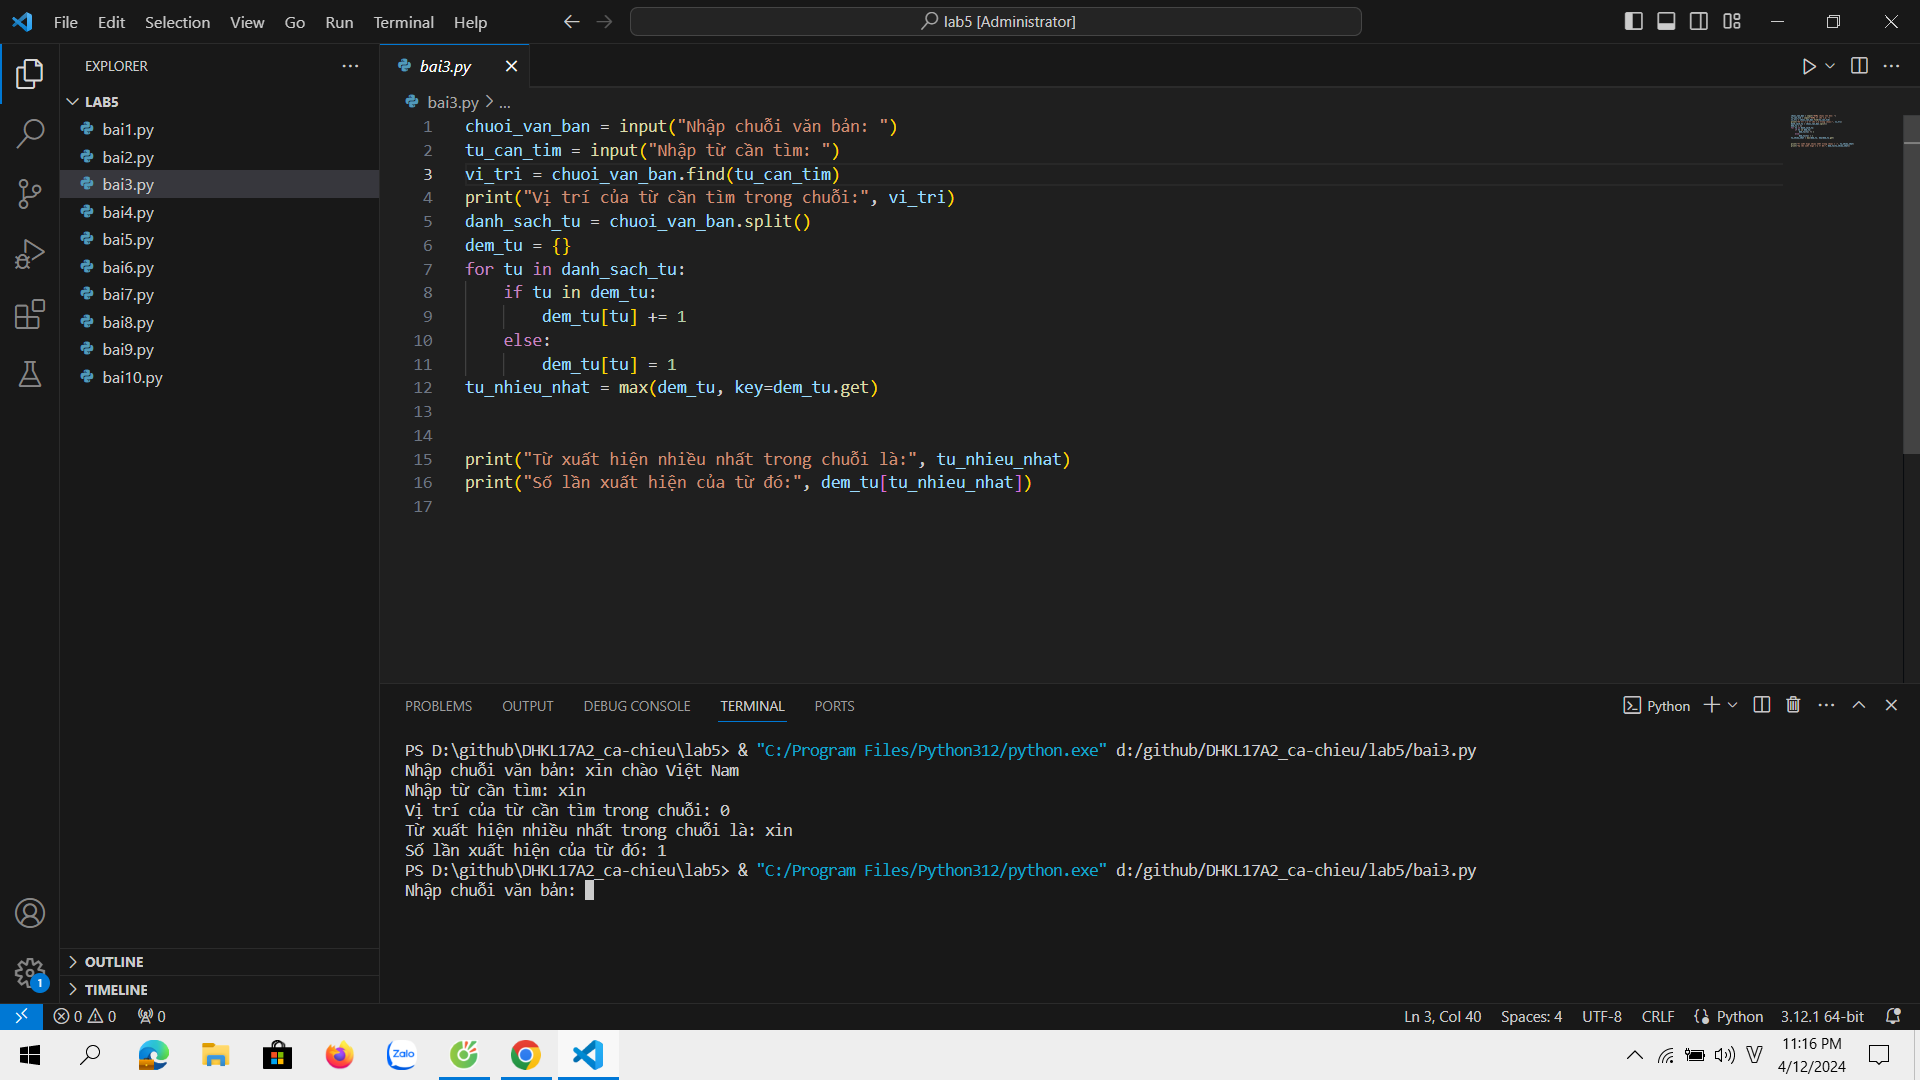 File Edit Selection View Go Run Terminal Help
lab5 [Administrator]
EXPLORER
LAB5
bai1.py
bai2.py
bai3.py
bai4.py
bai5.py
bai6.py
bai7.py
bai8.py
bai9.py
bai10.py
OUTLINE
TIMELINE
bai3.py
bai3.py > ...
1 chuoi_van_ban = input("Nhập chuỗi văn bản: ")
2 tu_can_tim = input("Nhập từ cần tìm: ")
3 vi_tri = chuoi_van_ban.find(tu_can_tim)
4 print("Vị trí của từ cần tìm trong chuỗi:", vi_tri)
5 danh_sach_tu = chuoi_van_ban.split()
6 dem_tu = {}
7 for tu in danh_sach_tu:
8     if tu in dem_tu:
9         dem_tu[tu] += 1
10     else:
11         dem_tu[tu] = 1
12 tu_nhieu_nhat = max(dem_tu, key=dem_tu.get)
13
14
15 print("Từ xuất hiện nhiều nhất trong chuỗi là:", tu_nhieu_nhat)
16 print("Số lần xuất hiện của từ đó:", dem_tu[tu_nhieu_nhat])
17
PROBLEMS OUTPUT DEBUG CONSOLE TERMINAL PORTS
Python
PS D:\github\DHKL17A2_ca-chieu\lab5> & "C:/Program Files/Python312/python.exe" d:/github/DHKL17A2_ca-chieu/lab5/bai3.py
Nhập chuỗi văn bản: xin chào Việt Nam
Nhập từ cần tìm: xin
Vị trí của từ cần tìm trong chuỗi: 0
Từ xuất hiện nhiều nhất trong chuỗi là: xin
Số lần xuất hiện của từ đó: 1
PS D:\github\DHKL17A2_ca-chieu\lab5> & "C:/Program Files/Python312/python.exe" d:/github/DHKL17A2_ca-chieu/lab5/bai3.py
Nhập chuỗi văn bản:
1
0 0 0
Ln 3, Col 40 Spaces: 4 UTF-8 CRLF Python 3.12.1 64-bit
Zalo
V
11:16 PM
4/12/2024